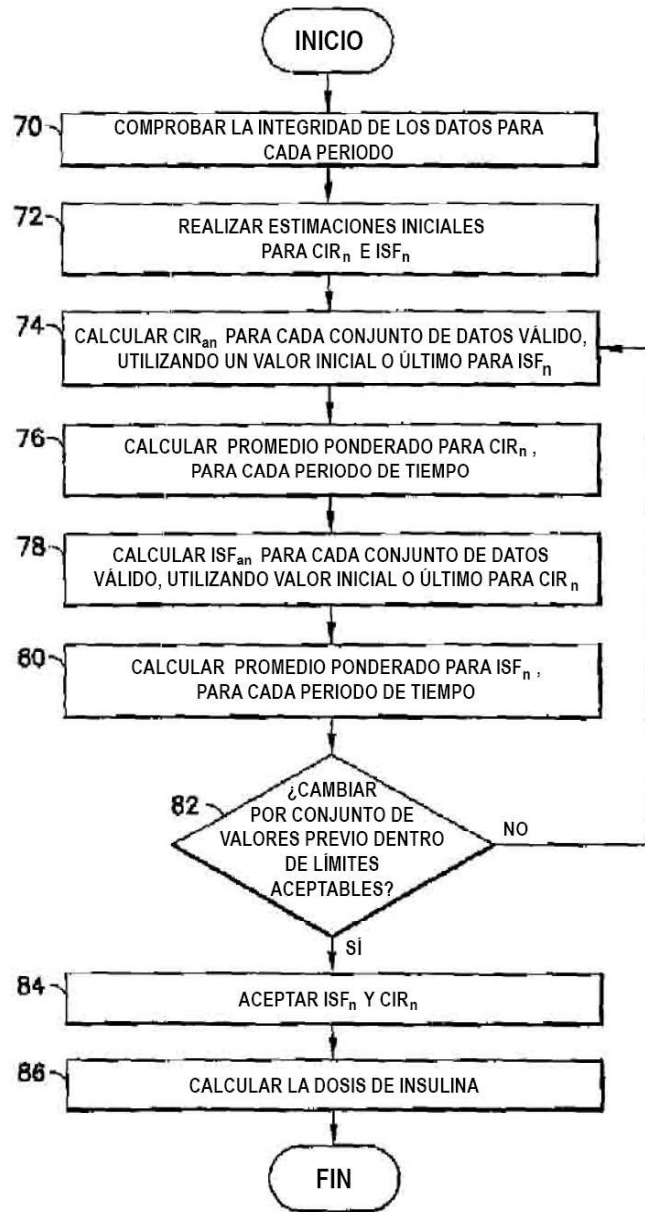 INICIO
70
COMPROBAR LA INTEGRIDAD DE LOS DATOS PARA
CADA PERIODO
72
REALIZAR ESTIMACIONES INICIALES
PARA CIRn E ISFn
74
CALCULAR CIRan PARA CADA CONJUNTO DE DATOS VÁLIDO,
UTILIZANDO UN VALOR INICIAL O ÚLTIMO PARA ISFn
76
CALCULAR PROMEDIO PONDERADO PARA CIRn ,
PARA CADA PERIODO DE TIEMPO
78
CALCULAR ISFan PARA CADA CONJUNTO DE DATOS
VÁLIDO, UTILIZANDO VALOR INICIAL O ÚLTIMO PARA CIRn
80
CALCULAR PROMEDIO PONDERADO PARA ISFn ,
PARA CADA PERIODO DE TIEMPO
82
¿CAMBIAR
POR CONJUNTO DE
VALORES PREVIO DENTRO
DE LÍMITES
ACEPTABLES?
NO
SÍ
84
ACEPTAR ISFn Y CIRn
86
CALCULAR LA DOSIS DE INSULINA
FIN